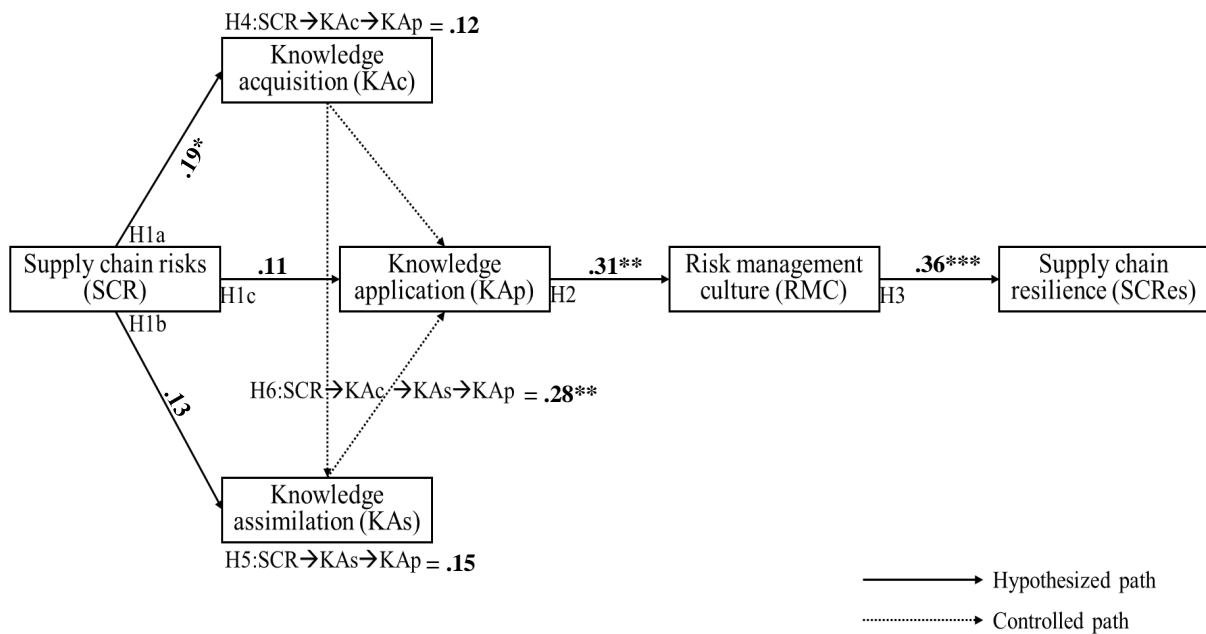 H4:SCR→KAc→KAp = .12
Knowledge
acquisition (KAc)
.19*
H1a
Supply chain risks
(SCR)
.11
H1c
H1b
Knowledge
application (KAp)
.31**
H2
Risk management
culture (RMC)
.36***
H3
Supply chain
resilience (SCRes)
.13
H6:SCR→KAc→KAs→KAp = .28**
Knowledge
assimilation (KAs)
H5:SCR→KAs→KAp = .15
Hypothesized path
Controlled path